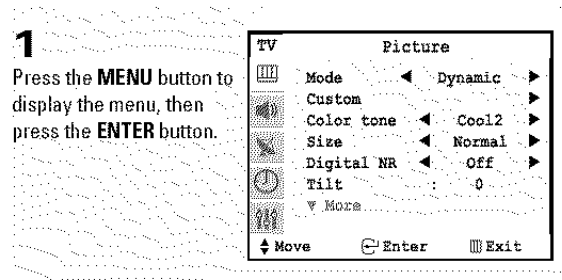 1
Press the MENU button to
display the menu, then
press the ENTER button.
TV Picture
Mode ◀ Dynamic ▶
Custom ▶
Color tone ◀ Cool2 ▶
Size ◀ Normal ▶
Digital NR ◀ Off ▶
Tilt : 0
▼ More
Move Enter Exit